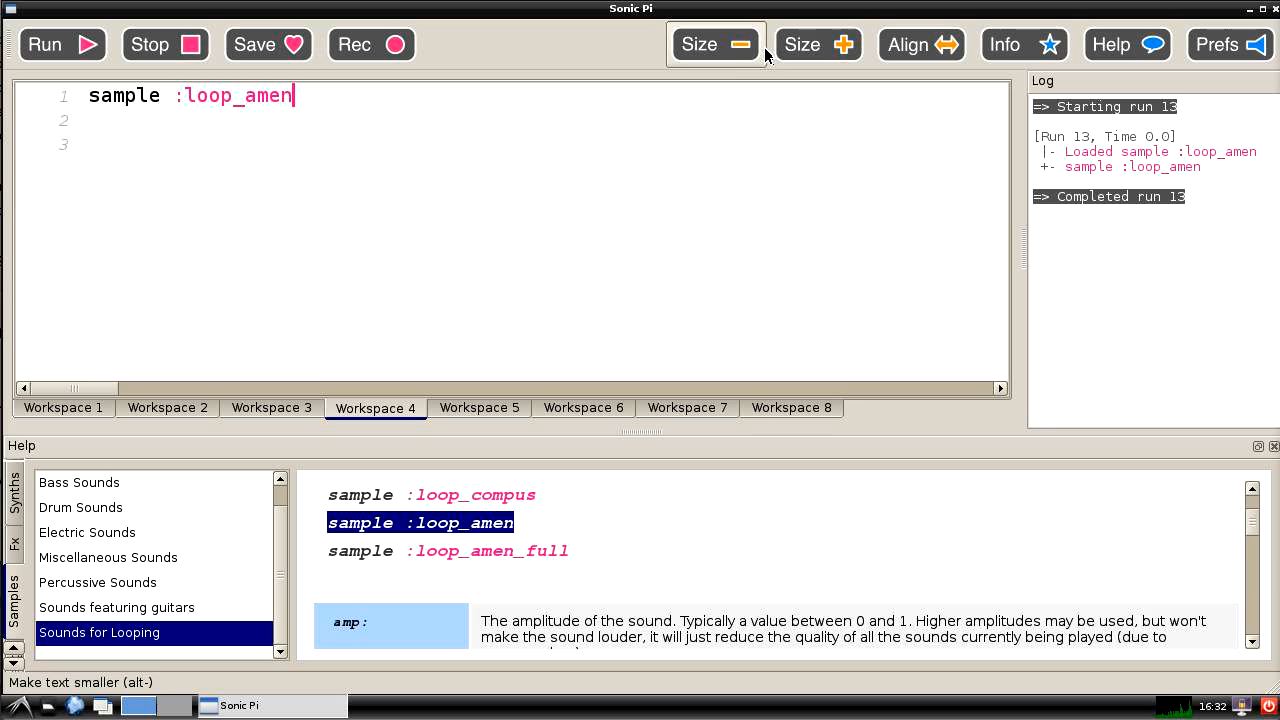 Sonic Pi
Run Stop Save Rec Size Size Align Info Help Prefs
1 sample :loop_amen
2
3
Log
=> Starting run 13
[Run 13, Time 0.0]
|- Loaded sample :loop_amen
+- sample :loop_amen
=> Completed run 13
Workspace 1 Workspace 2 Workspace 3 Workspace 4 Workspace 5 Workspace 6 Workspace 7 Workspace 8
Help
Synths
Fx
Samples
Bass Sounds
Drum Sounds
Electric Sounds
Miscellaneous Sounds
Percussive Sounds
Sounds featuring guitars
Sounds for Looping
sample :loop_compus
sample :loop_amen
sample :loop_amen_full
amp:
The amplitude of the sound. Typically a value between 0 and 1. Higher amplitudes may be used, but won't
make the sound louder, it will just reduce the quality of all the sounds currently being played (due to
Make text smaller (alt-)
Sonic Pi
16:32